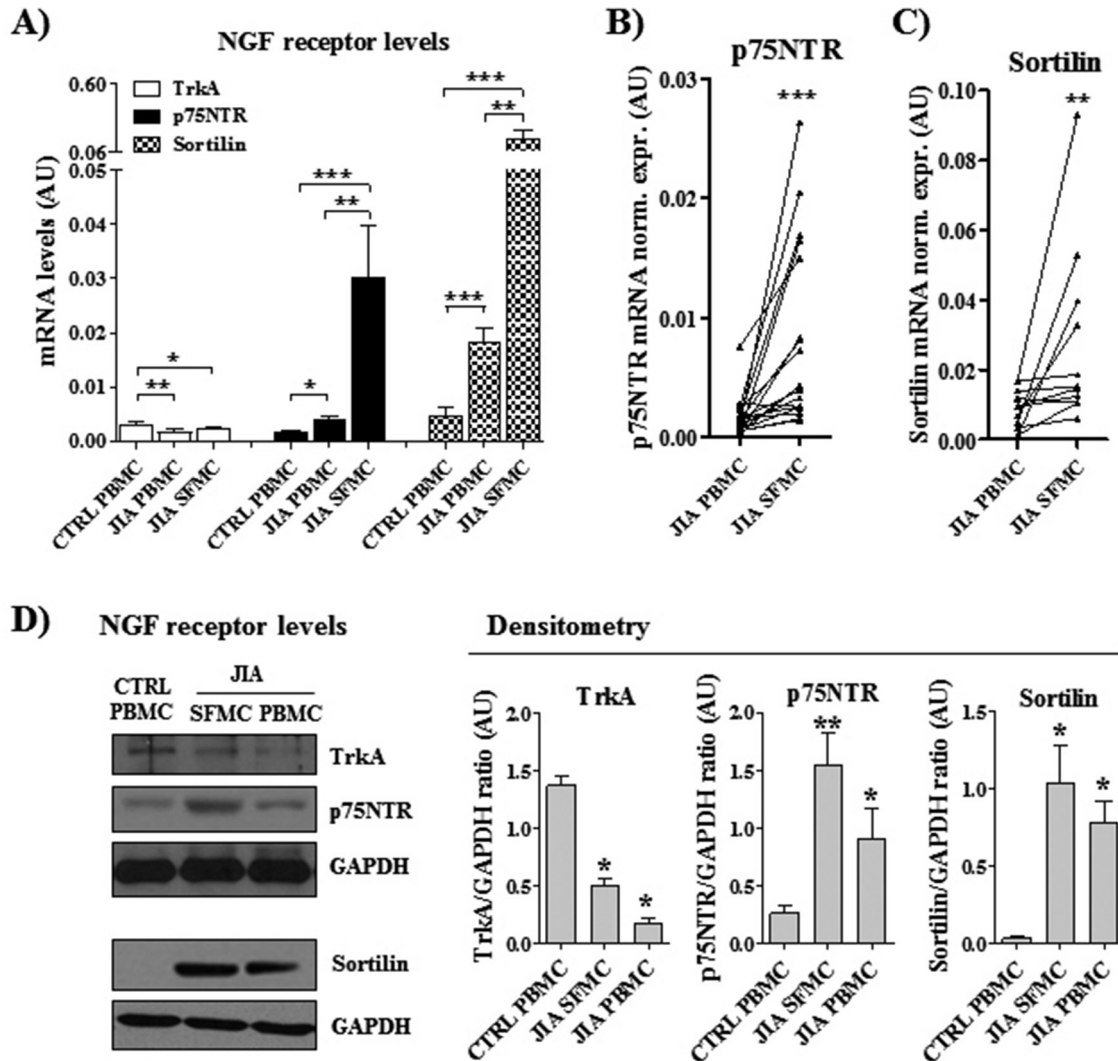 A)
NGF receptor levels
TrkA
p75NTR
Sortilin
mRNA levels (AU)
0.60
0.06
0.05
0.04
0.03
0.02
0.01
0.00
***
**
***
**
***
*
**
*
CTRL PBMC
JIA PBMC
JIA SFMC
CTRL PBMC
JIA PBMC
JIA SFMC
CTRL PBMC
JIA PBMC
JIA SFMC
B)
p75NTR
p75NTR mRNA norm. expr. (AU)
0.03
0.02
0.01
0.00
***
JIA PBMC
JIA SFMC
C)
Sortilin
Sortilin mRNA norm. expr. (AU)
0.10
0.08
0.06
0.04
0.02
0.00
**
JIA PBMC
JIA SFMC
D)
NGF receptor levels
CTRL
PBMC
JIA
SFMC PBMC
TrkA
p75NTR
GAPDH
Sortilin
GAPDH
Densitometry
TrkA
TrkA/GAPDH ratio (AU)
2.0
1.5
1.0
0.5
0.0
*
*
CTRL PBMC
JIA SFMC
JIA PBMC
p75NTR
p75NTR/GAPDH ratio (AU)
2.0
1.5
1.0
0.5
0.0
**
*
CTRL PBMC
JIA SFMC
JIA PBMC
Sortilin
Sortilin/GAPDH ratio (AU)
1.5
1.0
0.5
0.0
*
*
CTRL PBMC
JIA SFMC
JIA PBMC